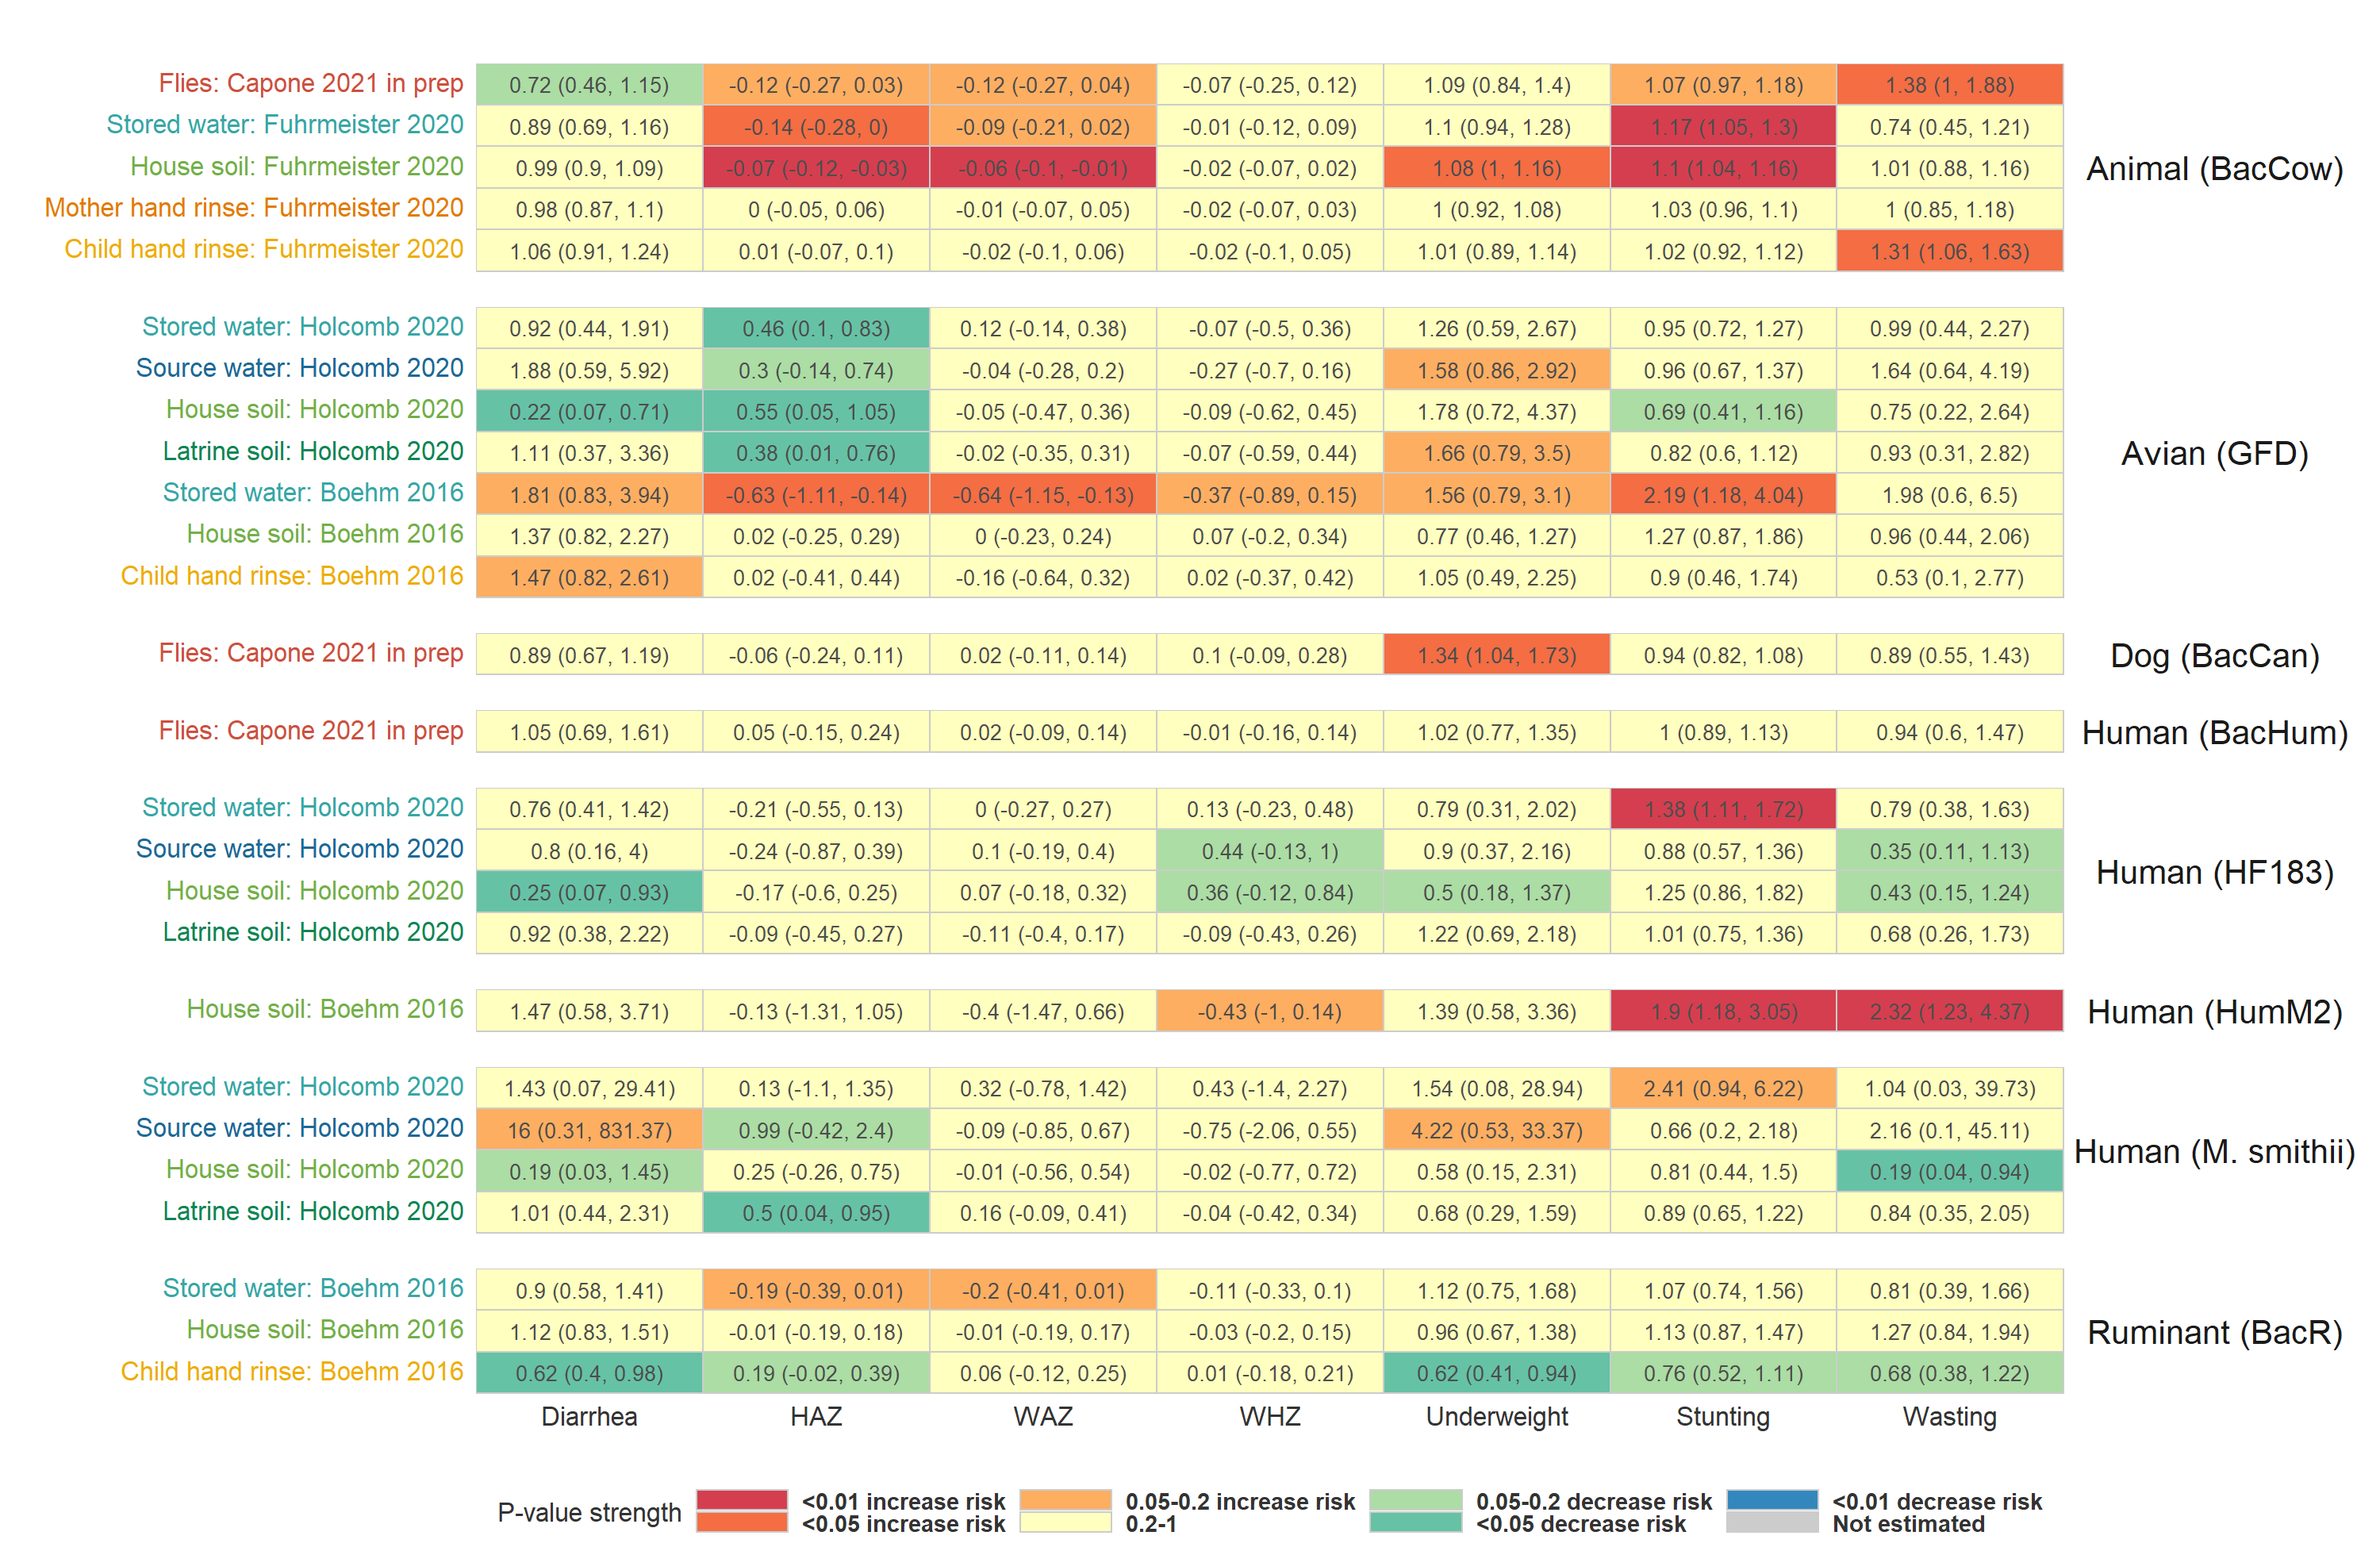 Flies: Capone 2021 in prep 0.72 (0.46, 1.15) -0.12 (-0.27, 0.03) -0.12 (-0.27, 0.04) -0.07 (-0.25, 0.12) 1.09 (0.84, 1.4) 1.07 (0.97, 1.18) 1.38 (1, 1.88)
Stored water: Fuhrmeister 2020 0.89 (0.69, 1.16) -0.14 (-0.28, 0) -0.09 (-0.21, 0.02) -0.01 (-0.12, 0.09) 1.1 (0.94, 1.28) 1.17 (1.05, 1.3) 0.74 (0.45, 1.21)
House soil: Fuhrmeister 2020 0.99 (0.9, 1.09) -0.07 (-0.12, -0.03) -0.06 (-0.1, -0.01) -0.02 (-0.07, 0.02) 1.08 (1, 1.16) 1.1 (1.04, 1.16) 1.01 (0.88, 1.16) Animal (BacCow)
Mother hand rinse: Fuhrmeister 2020 0.98 (0.87, 1.1) 0 (-0.05, 0.06) -0.01 (-0.07, 0.05) -0.02 (-0.07, 0.03) 1 (0.92, 1.08) 1.03 (0.96, 1.1) 1 (0.85, 1.18)
Child hand rinse: Fuhrmeister 2020 1.06 (0.91, 1.24) 0.01 (-0.07, 0.1) -0.02 (-0.1, 0.06) -0.02 (-0.1, 0.05) 1.01 (0.89, 1.14) 1.02 (0.92, 1.12) 1.31 (1.06, 1.63)
Stored water: Holcomb 2020 0.92 (0.44, 1.91) 0.46 (0.1, 0.83) 0.12 (-0.14, 0.38) -0.07 (-0.5, 0.36) 1.26 (0.59, 2.67) 0.95 (0.72, 1.27) 0.99 (0.44, 2.27)
Source water: Holcomb 2020 1.88 (0.59, 5.92) 0.3 (-0.14, 0.74) -0.04 (-0.28, 0.2) -0.27 (-0.7, 0.16) 1.58 (0.86, 2.92) 0.96 (0.67, 1.37) 1.64 (0.64, 4.19)
House soil: Holcomb 2020 0.22 (0.07, 0.71) 0.55 (0.05, 1.05) -0.05 (-0.47, 0.36) -0.09 (-0.62, 0.45) 1.78 (0.72, 4.37) 0.69 (0.41, 1.16) 0.75 (0.22, 2.64)
Latrine soil: Holcomb 2020 1.11 (0.37, 3.36) 0.38 (0.01, 0.76) -0.02 (-0.35, 0.31) -0.07 (-0.59, 0.44) 1.66 (0.79, 3.5) 0.82 (0.6, 1.12) 0.93 (0.31, 2.82) Avian (GFD)
Stored water: Boehm 2016 1.81 (0.83, 3.94) -0.63 (-1.11, -0.14) -0.64 (-1.15, -0.13) -0.37 (-0.89, 0.15) 1.56 (0.79, 3.1) 2.19 (1.18, 4.04) 1.98 (0.6, 6.5)
House soil: Boehm 2016 1.37 (0.82, 2.27) 0.02 (-0.25, 0.29) 0 (-0.23, 0.24) 0.07 (-0.2, 0.34) 0.77 (0.46, 1.27) 1.27 (0.87, 1.86) 0.96 (0.44, 2.06)
Child hand rinse: Boehm 2016 1.47 (0.82, 2.61) 0.02 (-0.41, 0.44) -0.16 (-0.64, 0.32) 0.02 (-0.37, 0.42) 1.05 (0.49, 2.25) 0.9 (0.46, 1.74) 0.53 (0.1, 2.77)
Flies: Capone 2021 in prep 0.89 (0.67, 1.19) -0.06 (-0.24, 0.11) 0.02 (-0.11, 0.14) 0.1 (-0.09, 0.28) 1.34 (1.04, 1.73) 0.94 (0.82, 1.08) 0.89 (0.55, 1.43) Dog (BacCan)
Flies: Capone 2021 in prep 1.05 (0.69, 1.61) 0.05 (-0.15, 0.24) 0.02 (-0.09, 0.14) -0.01 (-0.16, 0.14) 1.02 (0.77, 1.35) 1 (0.89, 1.13) 0.94 (0.6, 1.47) Human (BacHum)
Stored water: Holcomb 2020 0.76 (0.41, 1.42) -0.21 (-0.55, 0.13) 0 (-0.27, 0.27) 0.13 (-0.23, 0.48) 0.79 (0.31, 2.02) 1.38 (1.11, 1.72) 0.79 (0.38, 1.63)
Source water: Holcomb 2020 0.8 (0.16, 4) -0.24 (-0.87, 0.39) 0.1 (-0.19, 0.4) 0.44 (-0.13, 1) 0.9 (0.37, 2.16) 0.88 (0.57, 1.36) 0.35 (0.11, 1.13)
Human (HF183)
House soil: Holcomb 2020 0.25 (0.07, 0.93) -0.17 (-0.6, 0.25) 0.07 (-0.18, 0.32) 0.36 (-0.12, 0.84) 0.5 (0.18, 1.37) 1.25 (0.86, 1.82) 0.43 (0.15, 1.24)
Latrine soil: Holcomb 2020 0.92 (0.38, 2.22) -0.09 (-0.45, 0.27) -0.11 (-0.4, 0.17) -0.09 (-0.43, 0.26) 1.22 (0.69, 2.18) 1.01 (0.75, 1.36) 0.68 (0.26, 1.73)
House soil: Boehm 2016 1.47 (0.58, 3.71) -0.13 (-1.31, 1.05) -0.4 (-1.47, 0.66) -0.43 (-1, 0.14) 1.39 (0.58, 3.36) 1.9 (1.18, 3.05) 2.32 (1.23, 4.37) Human (HumM2)
Stored water: Holcomb 2020 1.43 (0.07, 29.41) 0.13 (-1.1, 1.35) 0.32 (-0.78, 1.42) 0.43 (-1.4, 2.27) 1.54 (0.08, 28.94) 2.41 (0.94, 6.22) 1.04 (0.03, 39.73)
Source water: Holcomb 2020 16 (0.31, 831.37) 0.99 (-0.42, 2.4) -0.09 (-0.85, 0.67) -0.75 (-2.06, 0.55) 4.22 (0.53, 33.37) 0.66 (0.2, 2.18) 2.16 (0.1, 45.11)
Human (M. smithii)
House soil: Holcomb 2020 0.19 (0.03, 1.45) 0.25 (-0.26, 0.75) -0.01 (-0.56, 0.54) -0.02 (-0.77, 0.72) 0.58 (0.15, 2.31) 0.81 (0.44, 1.5) 0.19 (0.04, 0.94)
Latrine soil: Holcomb 2020 1.01 (0.44, 2.31) 0.5 (0.04, 0.95) 0.16 (-0.09, 0.41) -0.04 (-0.42, 0.34) 0.68 (0.29, 1.59) 0.89 (0.65, 1.22) 0.84 (0.35, 2.05)
Stored water: Boehm 2016 0.9 (0.58, 1.41) -0.19 (-0.39, 0.01) -0.2 (-0.41, 0.01) -0.11 (-0.33, 0.1) 1.12 (0.75, 1.68) 1.07 (0.74, 1.56) 0.81 (0.39, 1.66)
House soil: Boehm 2016 1.12 (0.83, 1.51) -0.01 (-0.19, 0.18) -0.01 (-0.19, 0.17) -0.03 (-0.2, 0.15) 0.96 (0.67, 1.38) 1.13 (0.87, 1.47) 1.27 (0.84, 1.94) Ruminant (BacR)
Child hand rinse: Boehm 2016 0.62 (0.4, 0.98) 0.19 (-0.02, 0.39) 0.06 (-0.12, 0.25) 0.01 (-0.18, 0.21) 0.62 (0.41, 0.94) 0.76 (0.52, 1.11) 0.68 (0.38, 1.22)
Diarrhea HAZ WAZ WHZ Underweight Stunting Wasting
P-value strength
<0.01 increase risk 0.05-0.2 increase risk 0.05-0.2 decrease risk <0.01 decrease risk
<0.05 increase risk 0.2-1 <0.05 decrease risk Not estimated